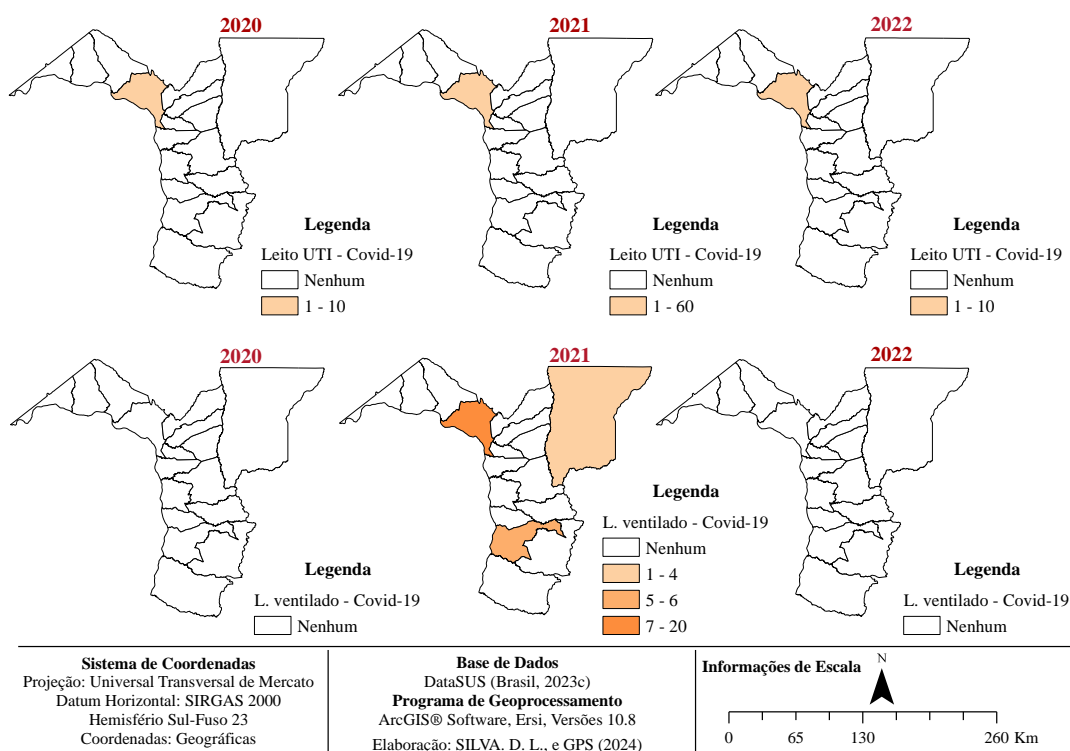 2020
2021
2022
Legenda
Leito UTI - Covid-19
Nenhum
1 - 10
Legenda
Leito UTI - Covid-19
Nenhum
1 - 60
Legenda
Leito UTI - Covid-19
Nenhum
1 - 10
2020
2021
2022
Legenda
L. ventilado - Covid-19
Nenhum
Legenda
L. ventilado - Covid-19
Nenhum
1 - 4
5 - 6
7 - 20
Legenda
L. ventilado - Covid-19
Nenhum
Sistema de Coordenadas
Projeção: Universal Transversal de Mercato
Datum Horizontal: SIRGAS 2000
Hemisfério Sul-Fuso 23
Coordenadas: Geográficas
Base de Dados
DataSUS (Brasil, 2023c)
Programa de Geoprocessamento
ArcGIS® Software, Ersi, Versões 10.8
Elaboração: SILVA, D. L., e GPS (2024)
Informações de Escala
N
0 65 130 260 Km